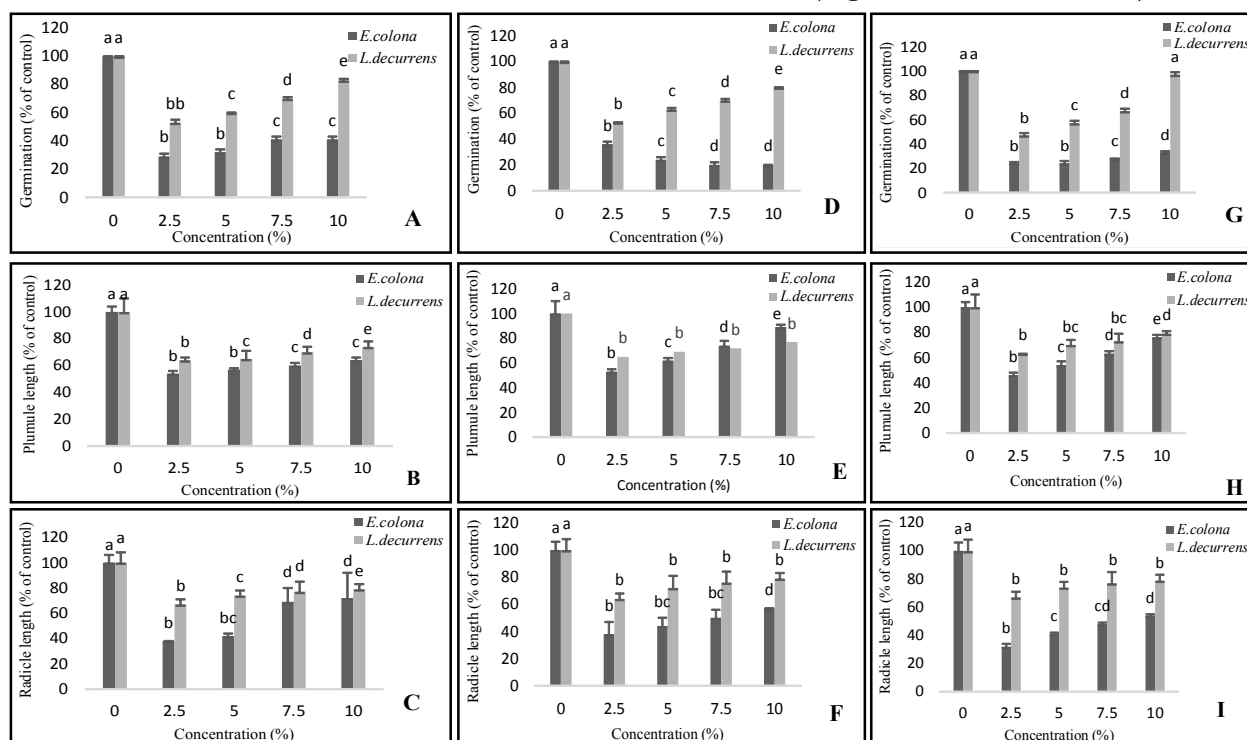 E.colona
L.decurrens
120
100
80
60
40
20
0
a a
b
bb
b
c
c
d
c
e
0 2.5 5 7.5 10
Germination (% of control)
Concentration (%)
A
E.colona
L.decurrens
120
100
80
60
40
20
0
a a
b
b
c
c
d
d
d
e
0 2.5 5 7.5 10
Germination (% of control)
Concentration (%)
D
E.colona
L.decurrens
120
100
80
60
40
20
0
a a
b
b
b
c
c
d
d
a
0 2.5 5 7.5 10
Germination (% of control)
Concentration (%)
G
E.colona
L.decurrens
120
100
80
60
40
20
0
a a
b b
b c
c d
c e
0 2.5 5 7.5 10
Plumule length (% of control)
Concentration (%)
B
E.colona
L.decurrens
120
100
80
60
40
20
0
a a
b b
c b
d b
e b
0 2.5 5 7.5 10
Plumule length (% of control)
Concentration (%)
E
E.colona
L.decurrens
120
100
80
60
40
20
0
a a
b b
c bc
d bc
e d
0 2.5 5 7.5 10
Plumule length (% of control)
Concentration (%)
H
E.colona
L.decurrens
120
100
80
60
40
20
0
a a
b b
bc c
d d
d e
0 2.5 5 7.5 10
Radicle length (% of control)
Concentration (%)
C
E.colona
L.decurrens
120
100
80
60
40
20
0
a a
b b
bc b
b b
d b
0 2.5 5 7.5 10
Radicle length (% of control)
Concentration (%)
F
E.colona
L.decurrens
120
100
80
60
40
20
0
a a
b b
c b
cd b
d b
0 2.5 5 7.5 10
Radicle length (% of control)
Concentration (%)
I